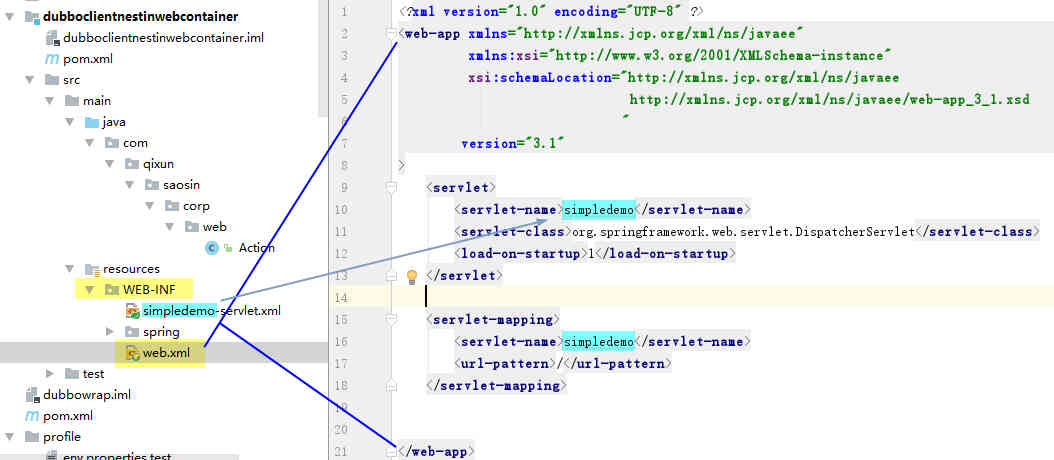 dubboclientnestinwebcontainer
dubboclientnestinwebcontainer.iml
pom.xml
src
main
java
com
qixun
saosin
corp
web
Action
resources
WEB-INF
simpledemo-servlet.xml
spring
web.xml
test
dubbowrap.iml
pom.xml
profile
env.properties.test
1 <?xml version="1.0" encoding="UTF-8" ?>
2 <web-app xmlns="http://xmlns.jcp.org/xml/ns/javaee"
3 xmlns:xsi="http://www.w3.org/2001/XMLSchema-instance"
4 xsi:schemaLocation="http://xmlns.jcp.org/xml/ns/javaee
5 http://xmlns.jcp.org/xml/ns/javaee/web-app_3_1.xsd
6 "
7 version="3.1"
8 >
9 <servlet>
10 <servlet-name>simpledemo</servlet-name>
11 <servlet-class>org.springframework.web.servlet.DispatcherServlet</servlet-class>
12 <load-on-startup>1</load-on-startup>
13 </servlet>
14
15 <servlet-mapping>
16 <servlet-name>simpledemo</servlet-name>
17 <url-pattern>/</url-pattern>
18 </servlet-mapping>
19
20
21 </web-app>